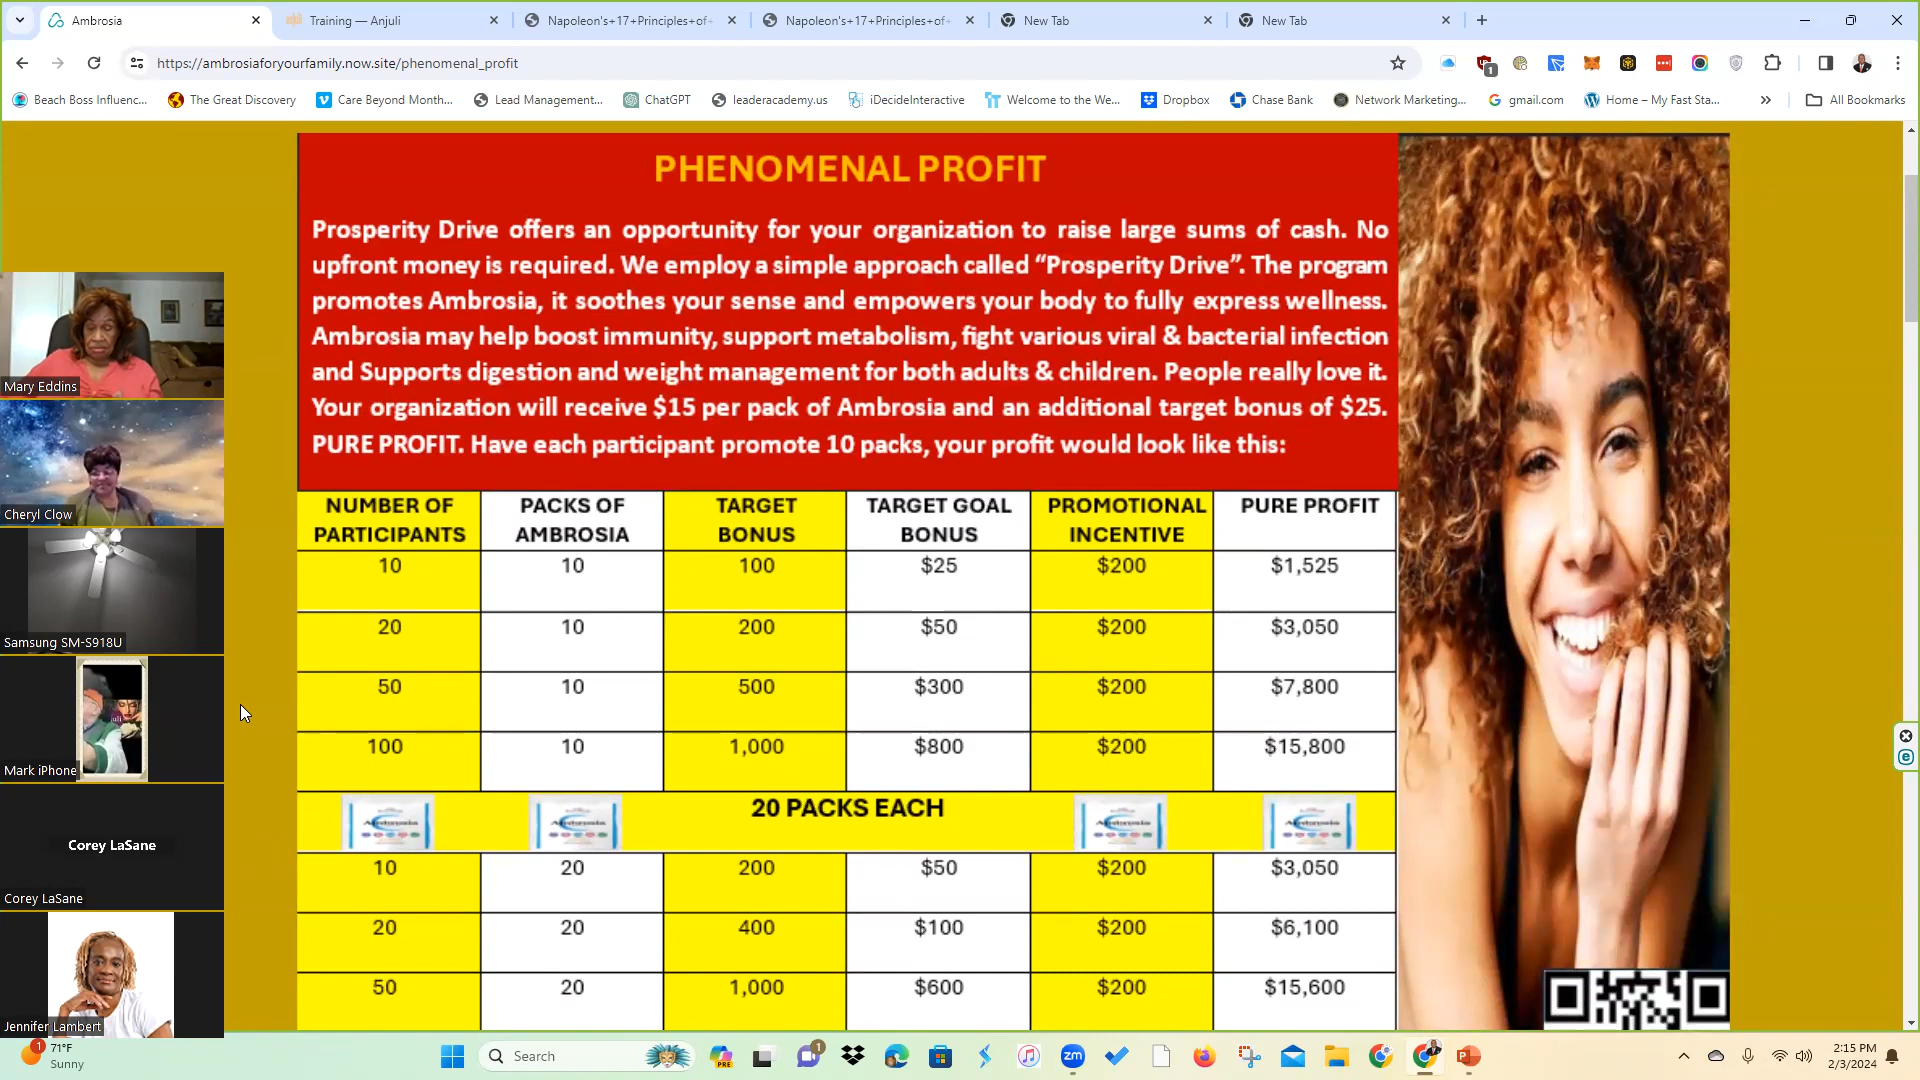 Ambrosia
Training — Anjuli
Napoleon's+17+Principles+of+
Napoleon's+17+Principles+of+
New Tab
New Tab
https://ambrosiaforyourfamily.now.site/phenomenal_profit
1
Beach Boss Influenc...
The Great Discovery
Care Beyond Month...
Lead Management...
ChatGPT
leaderacademy.us
iDecideInteractive
Welcome to the We...
Dropbox
Chase Bank
Network Marketing...
gmail.com
Home – My Fast Sta...
All Bookmarks
PHENOMENAL PROFIT
Prosperity Drive offers an opportunity for your organization to raise large sums of cash. No
upfront money is required. We employ a simple approach called “Prosperity Drive”. The program
promotes Ambrosia, it soothes your sense and empowers your body to fully express wellness.
Ambrosia may help boost immunity, support metabolism, fight various viral & bacterial infection
and Supports digestion and weight management for both adults & children. People really love it.
Your organization will receive $15 per pack of Ambrosia and an additional target bonus of $25.
PURE PROFIT. Have each participant promote 10 packs, your profit would look like this:
NUMBER OF PARTICIPANTS PACKS OF AMBROSIA TARGET BONUS TARGET GOAL BONUS PROMOTIONAL INCENTIVE PURE PROFIT
10 10 100 $25 $200 $1,525
20 10 200 $50 $200 $3,050
50 10 500 $300 $200 $7,800
100 10 1,000 $800 $200 $15,800
20 PACKS EACH
Ambrosia Ambrosia Ambrosia Ambrosia
10 20 200 $50 $200 $3,050
20 20 400 $100 $200 $6,100
50 20 1,000 $600 $200 $15,600
Mary Eddins
Cheryl Clow
Samsung SM-S918U
Mark iPhone
Corey LaSane
Corey LaSane
Jennifer Lambert
1
71°F
Sunny
Search
PRE
1
zm
2:15 PM
2/3/2024